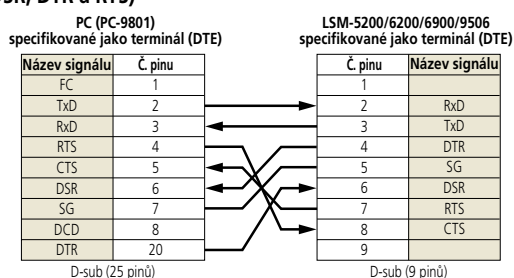 SR, DTR a RTS)
PC (PC-9801)
specifikované jako terminál (DTE)
LSM-5200/6200/6900/9506
specifikované jako terminál (DTE)
Název signálu Č. pinu
FC 1
TxD 2
RxD 3
RTS 4
CTS 5
DSR 6
SG 7
DCD 8
DTR 20
D-sub (25 pinů)
Č. pinu Název signálu
1
2 RxD
3 TxD
4 DTR
5 SG
6 DSR
7 RTS
8 CTS
9
D-sub (9 pinů)